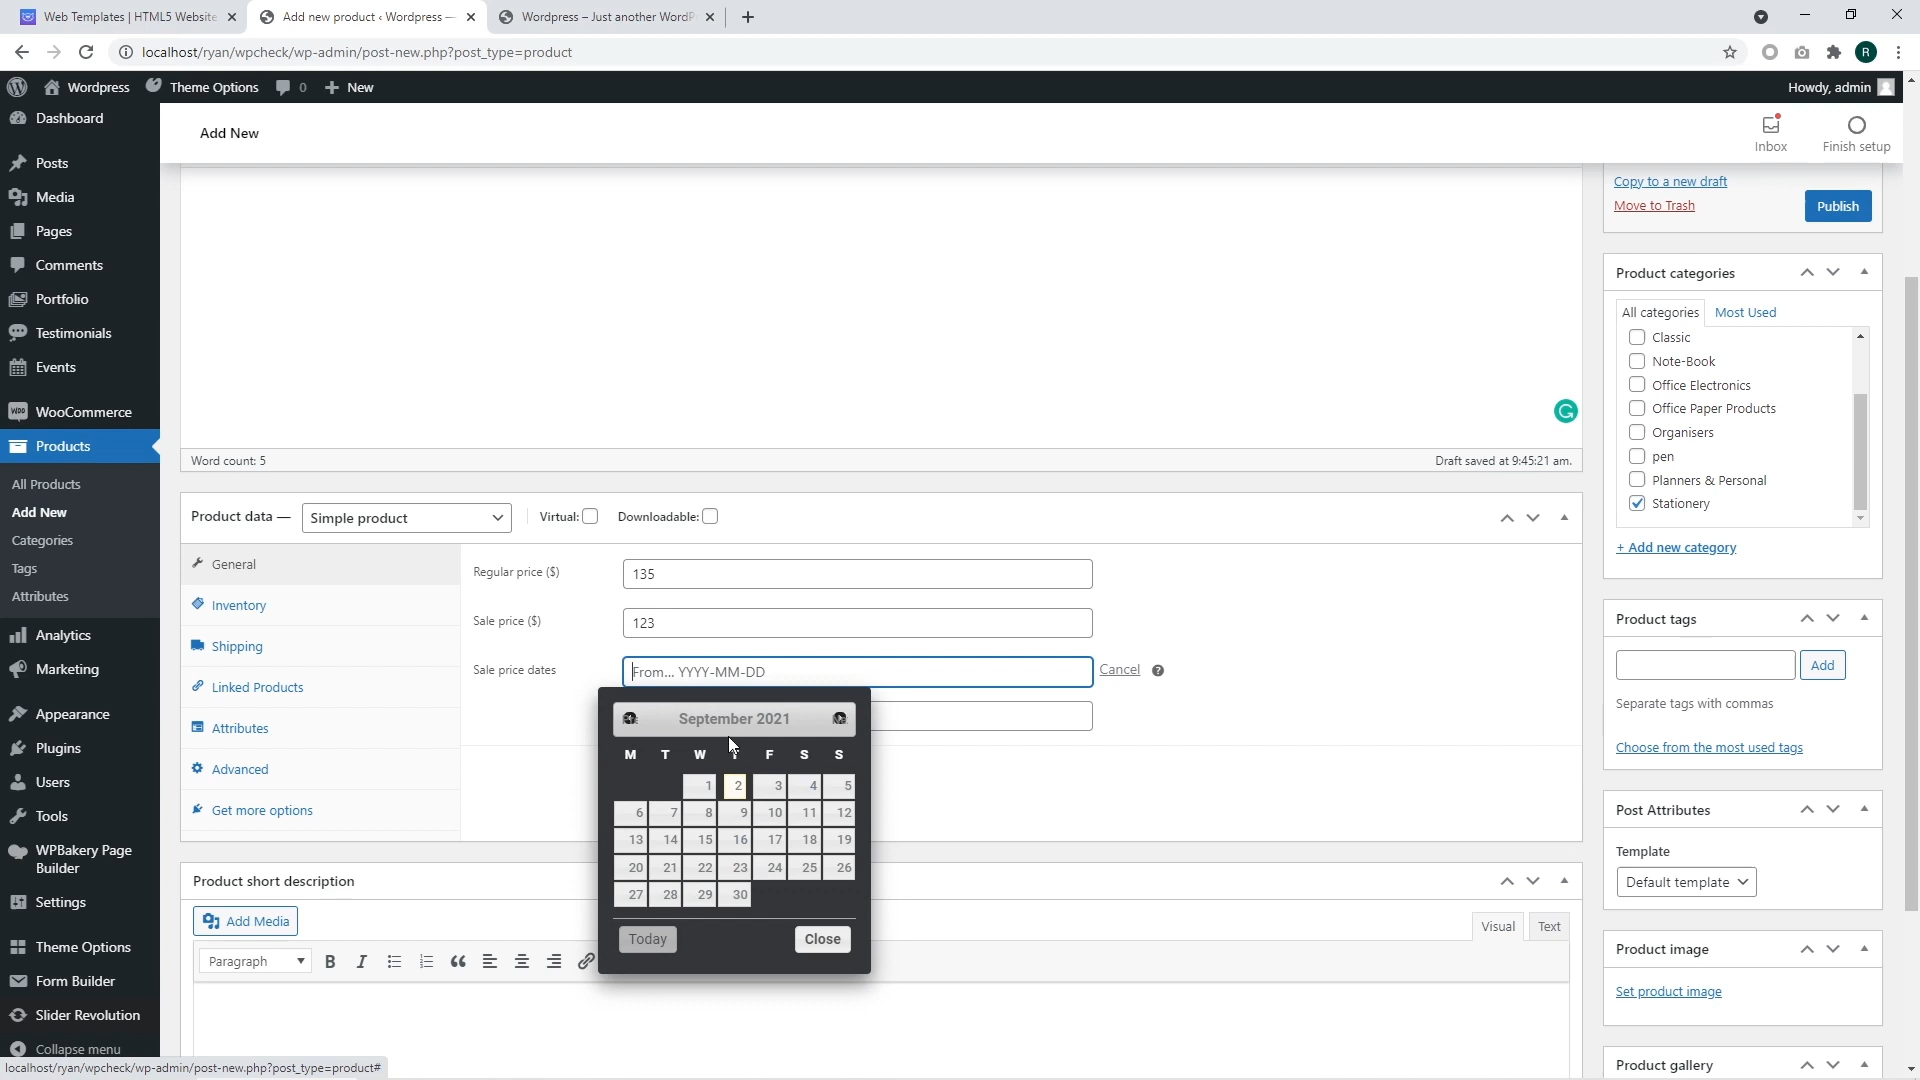 Web Templates | HTML5 Website
Add new product ‹ Wordpress —
Wordpress – Just another WordP
localhost/ryan/wpcheck/wp-admin/post-new.php?post_type=product
R
Wordpress
Theme Options
0
New
Howdy, admin
Dashboard
Posts
Media
Pages
Comments
Portfolio
Testimonials
Events
WooCommerce
Products
All Products
Add New
Categories
Tags
Attributes
Analytics
Marketing
Appearance
Plugins
Users
Tools
WPBakery Page
Builder
Settings
Theme Options
Form Builder
Slider Revolution
Collapse menu
localhost/ryan/wpcheck/wp-admin/post-new.php?post_type=product#
Add New
Inbox
Finish setup
Word count: 5
Draft saved at 9:45:21 am.
Product data —
Simple product
Virtual:
Downloadable:
General
Inventory
Shipping
Linked Products
Attributes
Advanced
Get more options
Regular price ($)
135
Sale price ($)
123
Sale price dates
From... YYYY-MM-DD
Cancel
September 2021
M T W T F S S
1 2 3 4 5
6 7 8 9 10 11 12
13 14 15 16 17 18 19
20 21 22 23 24 25 26
27 28 29 30
Today
Close
Product short description
Add Media
Visual
Text
Paragraph
Copy to a new draft
Move to Trash
Publish
Product categories
All categories
Most Used
Classic
Note-Book
Office Electronics
Office Paper Products
Organisers
pen
Planners & Personal
Stationery
+ Add new category
Product tags
Add
Separate tags with commas
Choose from the most used tags
Post Attributes
Template
Default template
Product image
Set product image
Product gallery